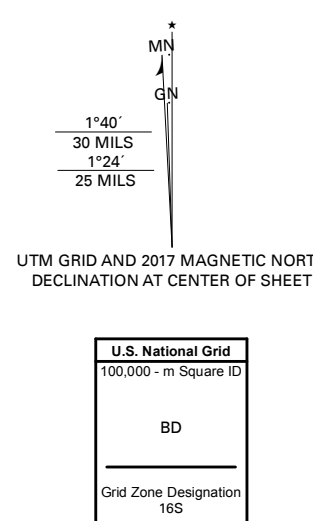 MN
GN
1°40´
30 MILS
1°24´
25 MILS
UTM GRID AND 2017 MAGNETIC NORT
DECLINATION AT CENTER OF SHEET
U.S. National Grid
100,000 - m Square ID
BD
Grid Zone Designation
16S